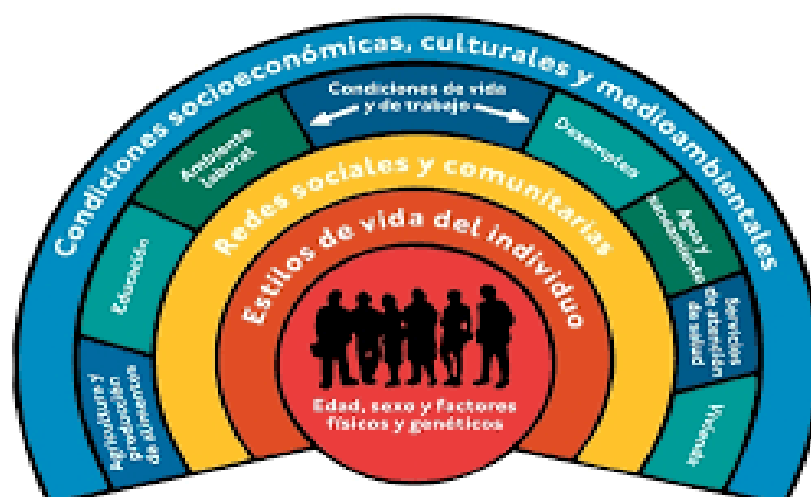 Condiciones socioeconómicas, culturales y medioambientales
Condiciones de vida
y de trabajo
Ambiente
laboral
Desempleo
Educación
Agua y
saneamiento
Agricultura y
producción
de alimentos
Servicios
de atención
de salud
Vivienda
Redes sociales y comunitarias
Estilos de vida del individuo
Edad, sexo y factores
físicos y genéticos